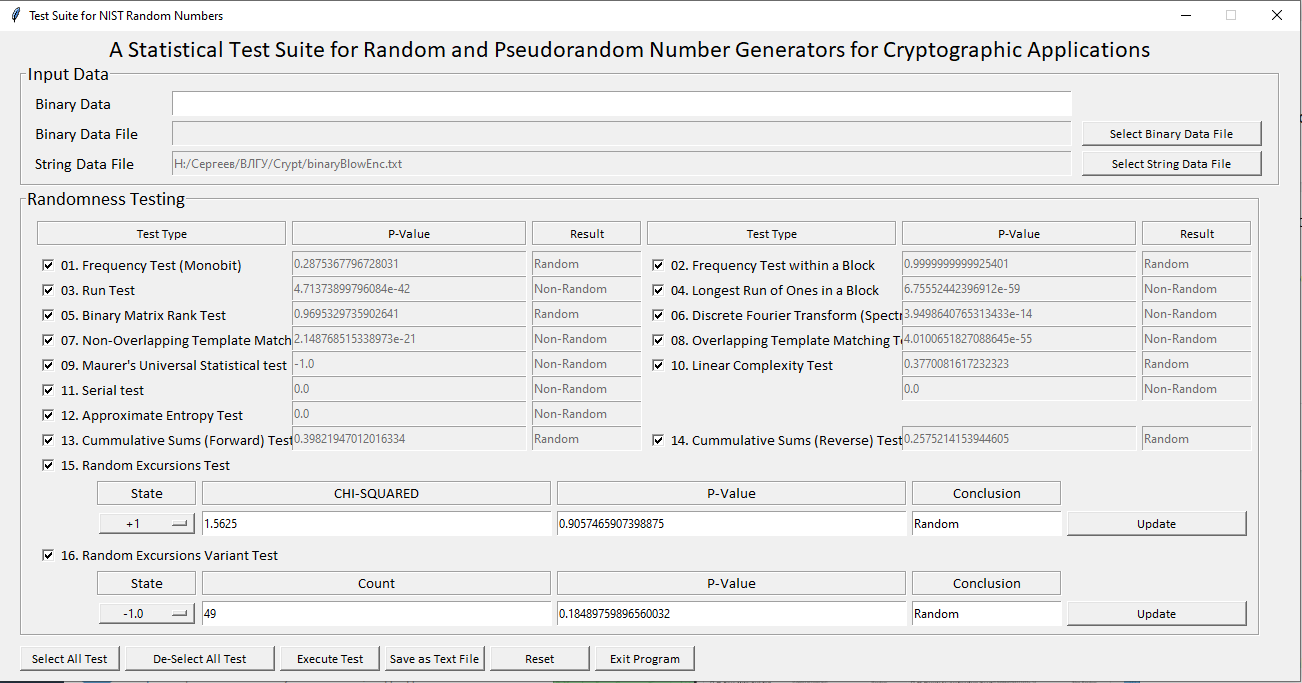 Test Suite for NIST Random Numbers
A Statistical Test Suite for Random and Pseudorandom Number Generators for Cryptographic Applications
Input Data
Binary Data
Binary Data File
Select Binary Data File
String Data File H:/Сергеев/ВЛГУ/Crypt/binaryBlowEnc.txt Select String Data File
Randomness Testing
Test Type P-Value Result Test Type P-Value Result
01. Frequency Test (Monobit) 0.2875367796728031 Random 02. Frequency Test within a Block 0.9999999999925401 Random
03. Run Test 4.71373899796084e-42 Non-Random 04. Longest Run of Ones in a Block 6.75552442396912e-59 Non-Random
05. Binary Matrix Rank Test 0.9695329735902641 Random 06. Discrete Fourier Transform (Spectr 3.9498640765313433e-14 Non-Random
07. Non-Overlapping Template Match 2.148768515338973e-21 Non-Random 08. Overlapping Template Matching Te 4.0100651827088645e-55 Non-Random
09. Maurer's Universal Statistical test -1.0 Non-Random 10. Linear Complexity Test 0.3770081617232323 Random
11. Serial test 0.0 Non-Random 0.0 Non-Random
12. Approximate Entropy Test 0.0 Non-Random
13. Cummulative Sums (Forward) Test 0.39821947012016334 Random 14. Cummulative Sums (Reverse) Test 0.2575214153944605 Random
15. Random Excursions Test
State CHI-SQUARED P-Value Conclusion
+1 1.5625 0.9057465907398875 Random Update
16. Random Excursions Variant Test
State Count P-Value Conclusion
-1.0 49 0.18489759896560032 Random Update
Select All Test De-Select All Test Execute Test Save as Text File Reset Exit Program